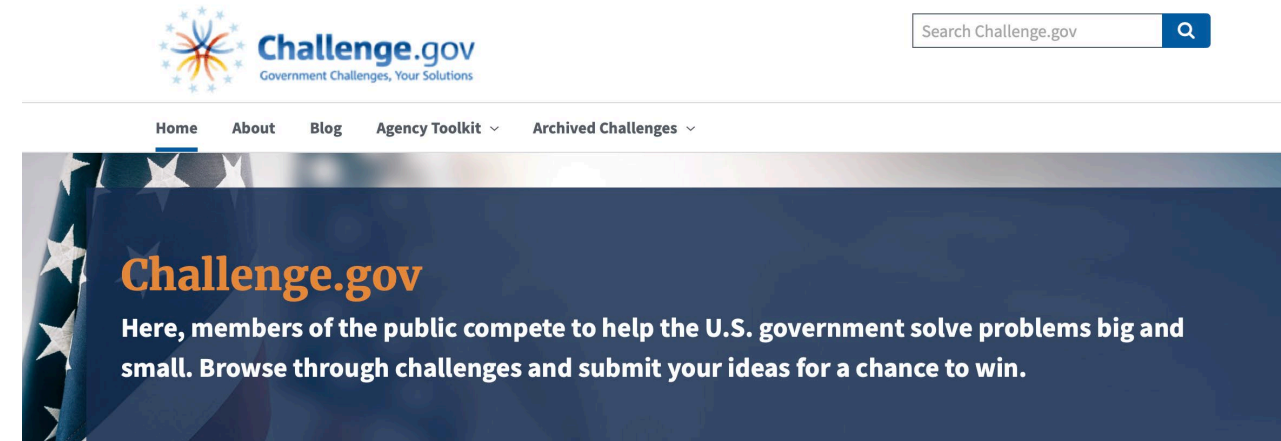 Challenge.gov
Government Challenges, Your Solutions
Search Challenge.gov
Home About Blog Agency Toolkit Archived Challenges
Challenge.gov
Here, members of the public compete to help the U.S. government solve problems big and
small. Browse through challenges and submit your ideas for a chance to win.